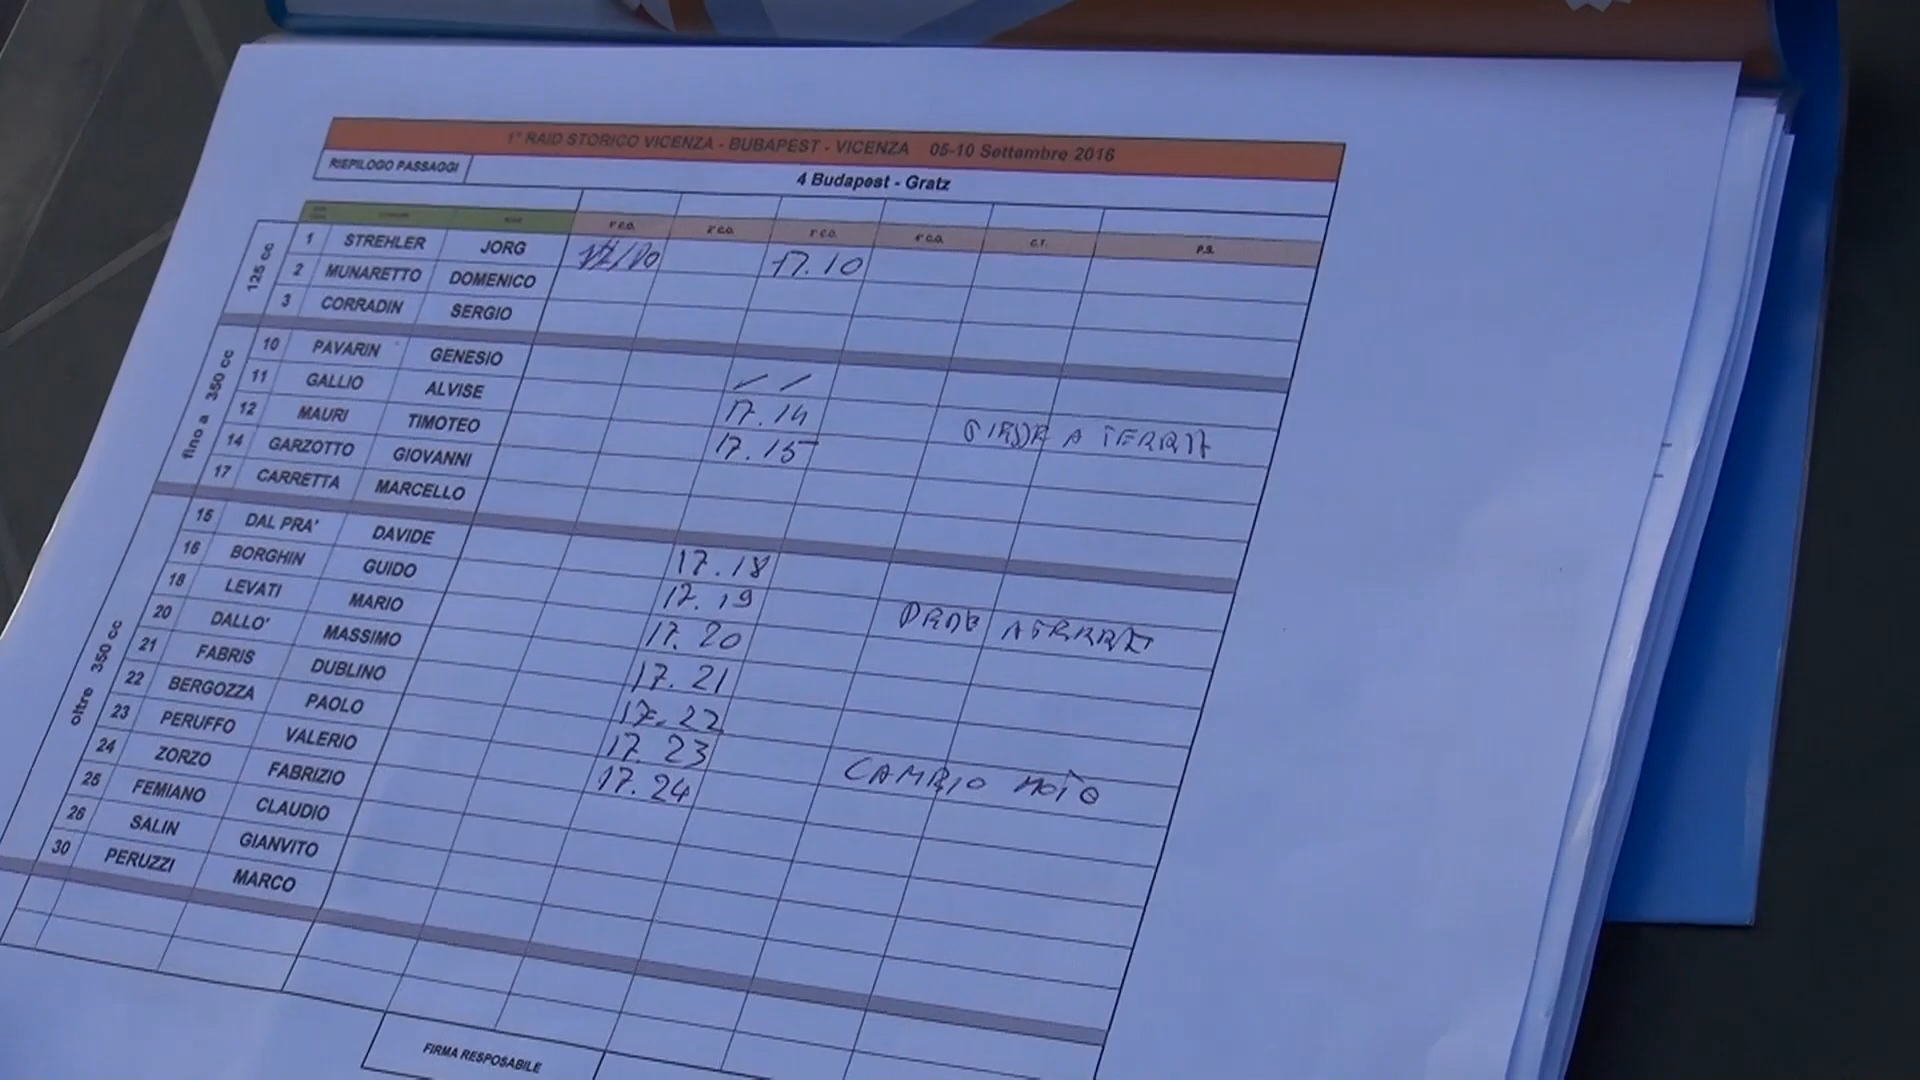 1° RAID STORICO VICENZA - BUBAPEST - VICENZA 05-10 Settembre 2016
RIEPILOGO PASSAGGI 4 Budapest - Gratz
1° C.O. 2° C.O. 3° C.O. 4° C.O. C.T. P.S.
125 cc
1 STREHLER JORG 17.10
2 MUNARETTO DOMENICO
3 CORRADIN SERGIO
fino a 350 cc
10 PAVARIN GENESIO – –
11 GALLIO ALVISE 17.14 A TERRA
12 MAURI TIMOTEO 17.15
14 GARZOTTO GIOVANNI
17 CARRETTA MARCELLO
oltre 350 cc
15 DAL PRA' DAVIDE 17.18
16 BORGHIN GUIDO 17.19
18 LEVATI MARIO 17.20
20 DALLO' MASSIMO 17.21
21 FABRIS DUBLINO 17.22
22 BERGOZZA PAOLO 17.23 CAMBIO MOTO
23 PERUFFO VALERIO 17.24
24 ZORZO FABRIZIO
25 FEMIANO CLAUDIO
26 SALIN GIANVITO
30 PERUZZI MARCO
FIRMA RESPOSABILE